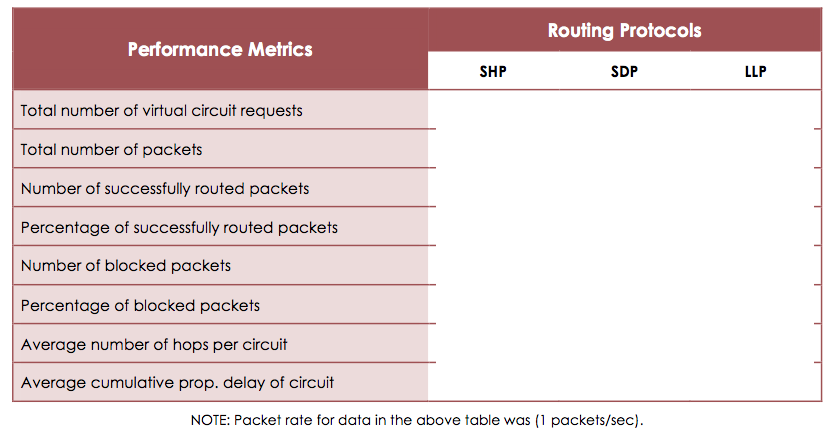 Performance Metrics
Routing Protocols
SHP SDP LLP
Total number of virtual circuit requests
Total number of packets
Number of successfully routed packets
Percentage of successfully routed packets
Number of blocked packets
Percentage of blocked packets
Average number of hops per circuit
Average cumulative prop. delay of circuit
NOTE: Packet rate for data in the above table was (1 packets/sec).